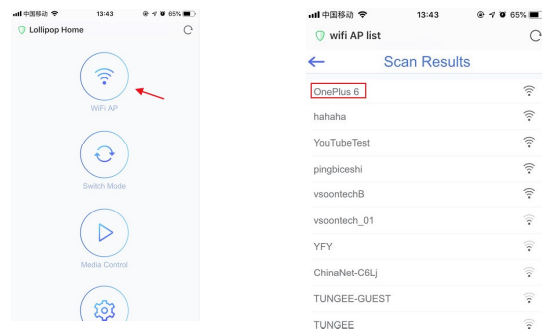 中国移动 13:43 65%
Lollipop Home
WiFi AP
Switch Mode
Media Control
中国移动 13:43 65%
wifi AP list
Scan Results
OnePlus 6
hahaha
YouTubeTest
pingbiceshi
vsoontechB
vsoontech_01
YFY
ChinaNet-C6Lj
TUNGEE-GUEST
TUNGEE